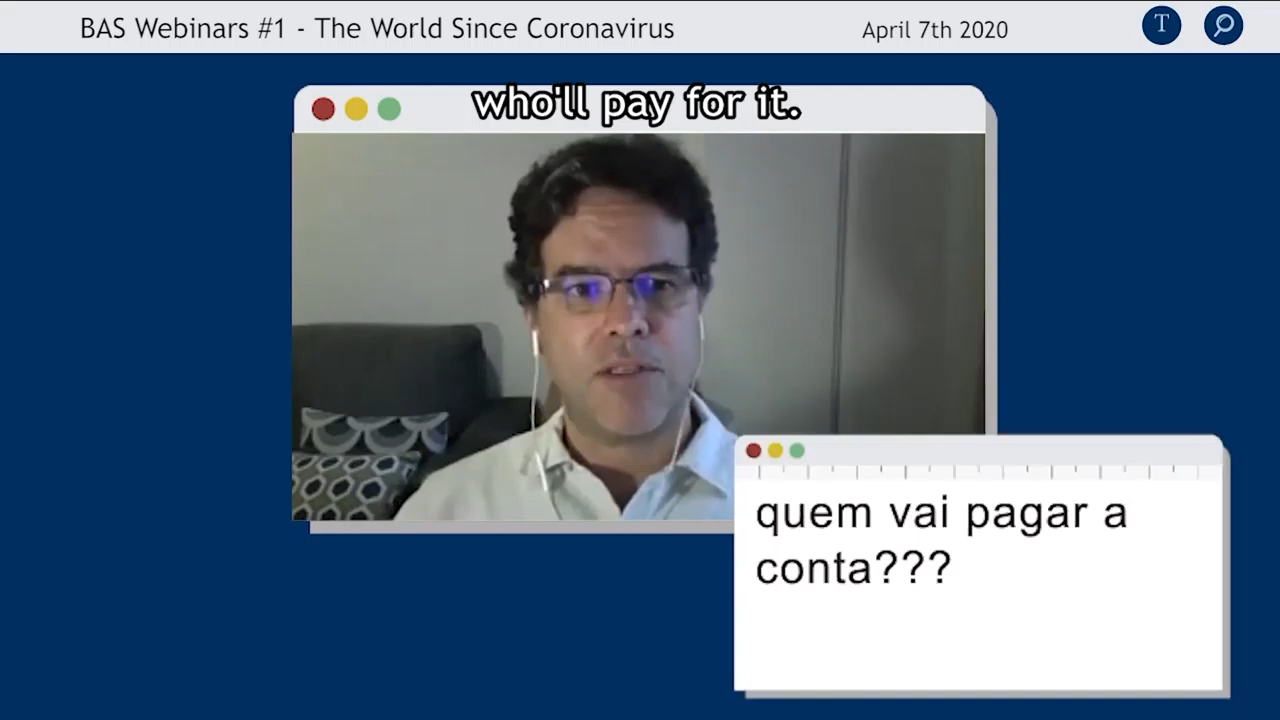 BAS Webinars #1 - The World Since Coronavirus
April 7th 2020
T
who'll pay for it.
quem vai pagar a
conta???